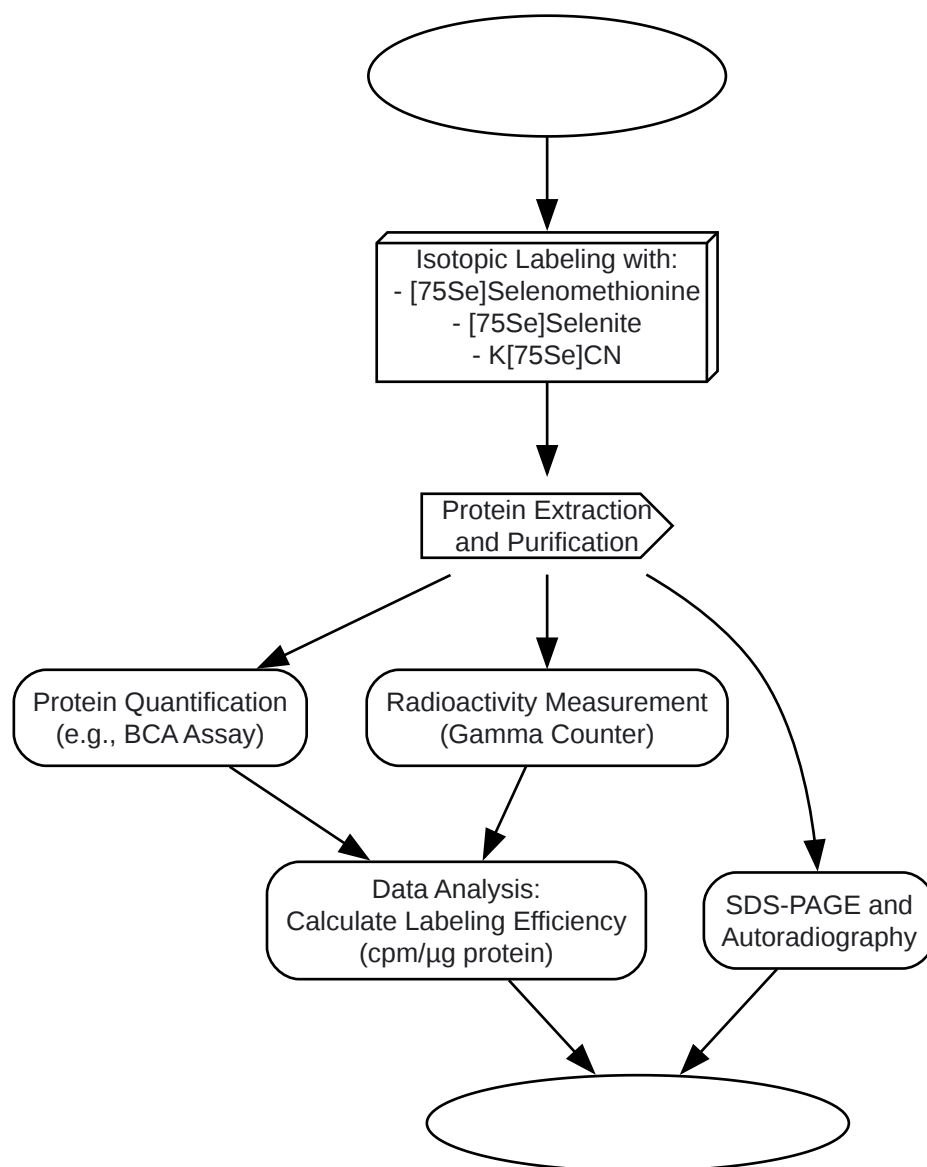 Isotopic Labeling with:
- [75Se]Selenomethionine
- [75Se]Selenite
- K[75Se]CN
Protein Extraction
and Purification
Protein Quantification
(e.g., BCA Assay)
Radioactivity Measurement
(Gamma Counter)
Data Analysis:
Calculate Labeling Efficiency
(cpm/µg protein)
SDS-PAGE and
Autoradiography